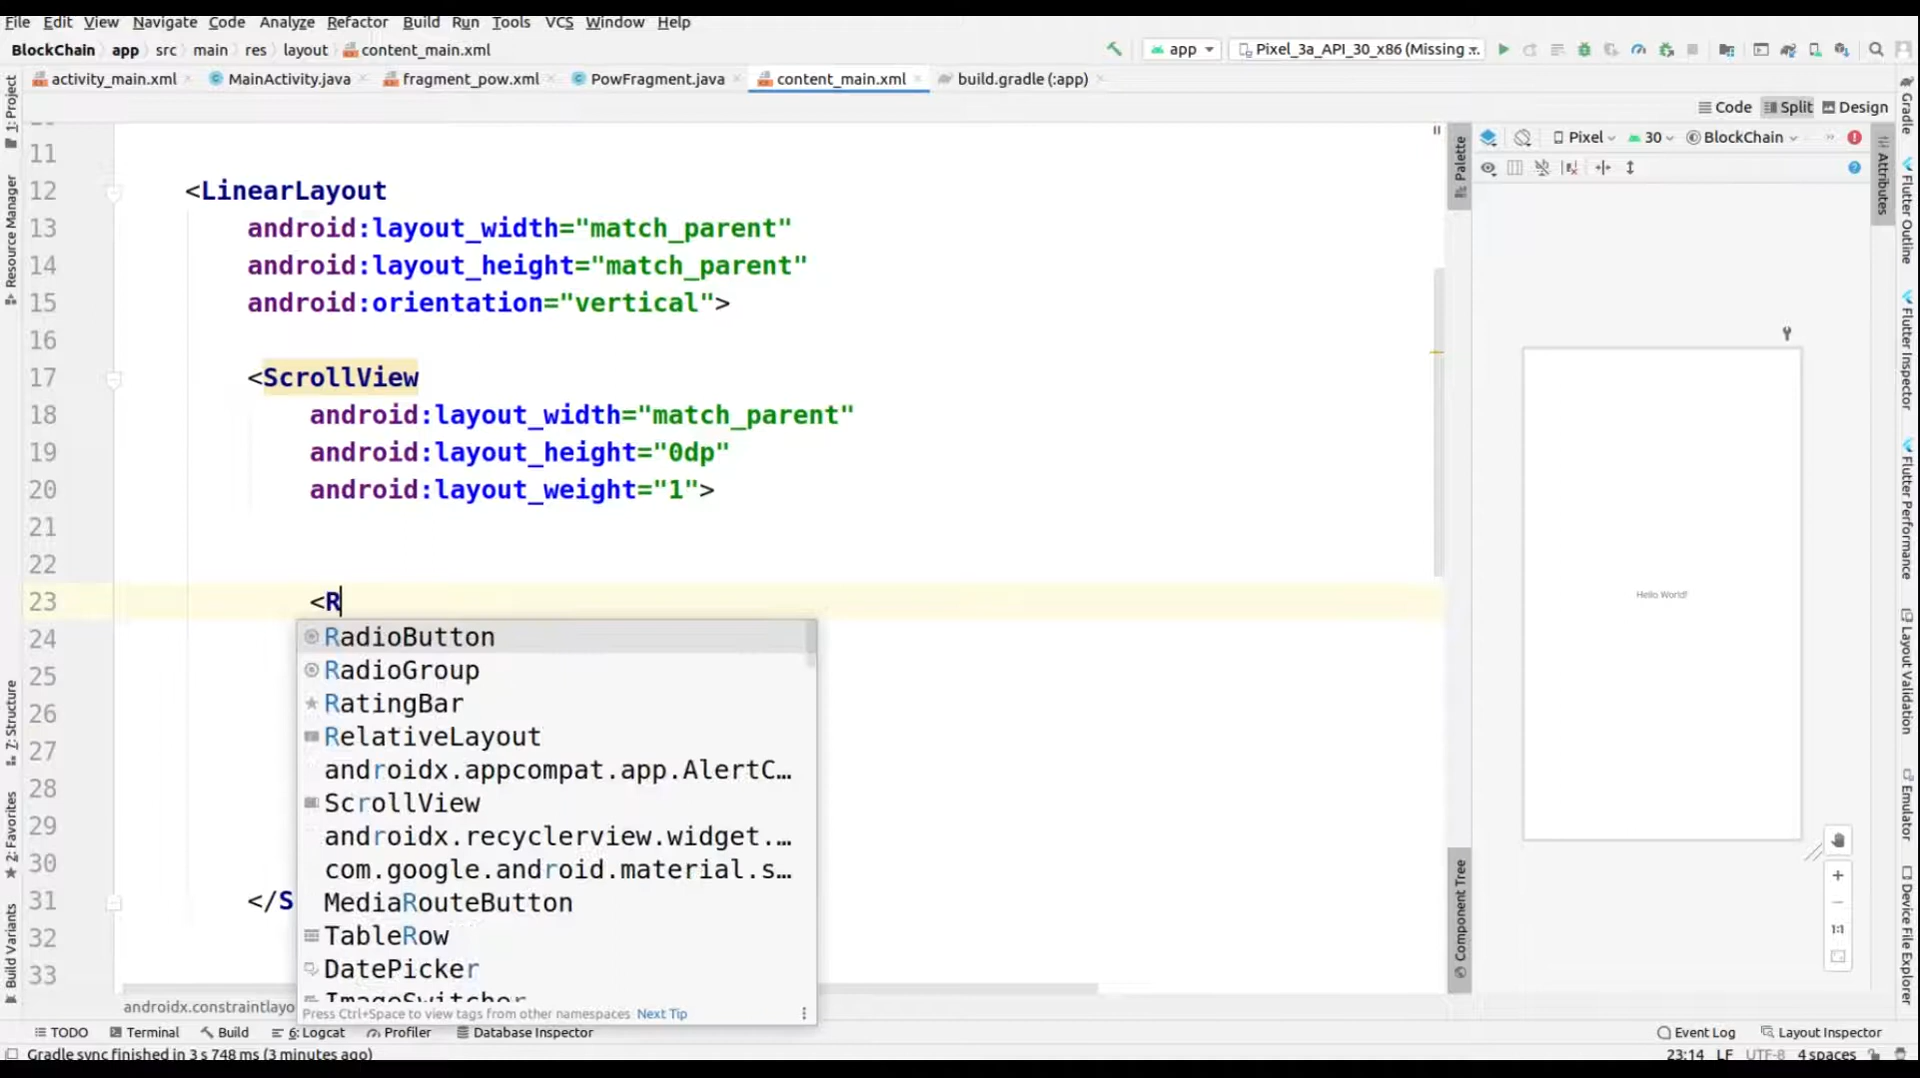 File Edit View Navigate Code Analyze Refactor Build Run Tools VCS Window Help
BlockChain app src main res layout content_main.xml app Pixel_3a_API_30_x86 (Missing
activity_main.xml MainActivity.java fragment_pow.xml PowFragment.java content_main.xml build.gradle (:app)
Code Split Design
Pixel 30 BlockChain
11
12 <LinearLayout
13 android:layout_width="match_parent"
14 android:layout_height="match_parent"
15 android:orientation="vertical">
16
17 <ScrollView
18 android:layout_width="match_parent"
19 android:layout_height="0dp"
20 android:layout_weight="1">
21
22
23 <R
24
25
26
27
28
29
30
31 </S
32
33
RadioButton
RadioGroup
RatingBar
RelativeLayout
androidx.appcompat.app.AlertC...
ScrollView
androidx.recyclerview.widget....
com.google.android.material.s...
MediaRouteButton
TableRow
DatePicker
ImageSwitcher
Press Ctrl+Space to view tags from other namespaces Next Tip
androidx.constraintlayo
Hello World!
1:1
1: Project
Resource Manager
7: Structure
2: Favorites
Build Variants
Palette
Component Tree
Attributes
Gradle
Flutter Outline
Flutter Inspector
Flutter Performance
Layout Validation
Emulator
Device File Explorer
TODO Terminal Build 6: Logcat Profiler Database Inspector Event Log Layout Inspector
Gradle sync finished in 3 s 748 ms (3 minutes ago) 23:14 LF UTF-8 4 spaces